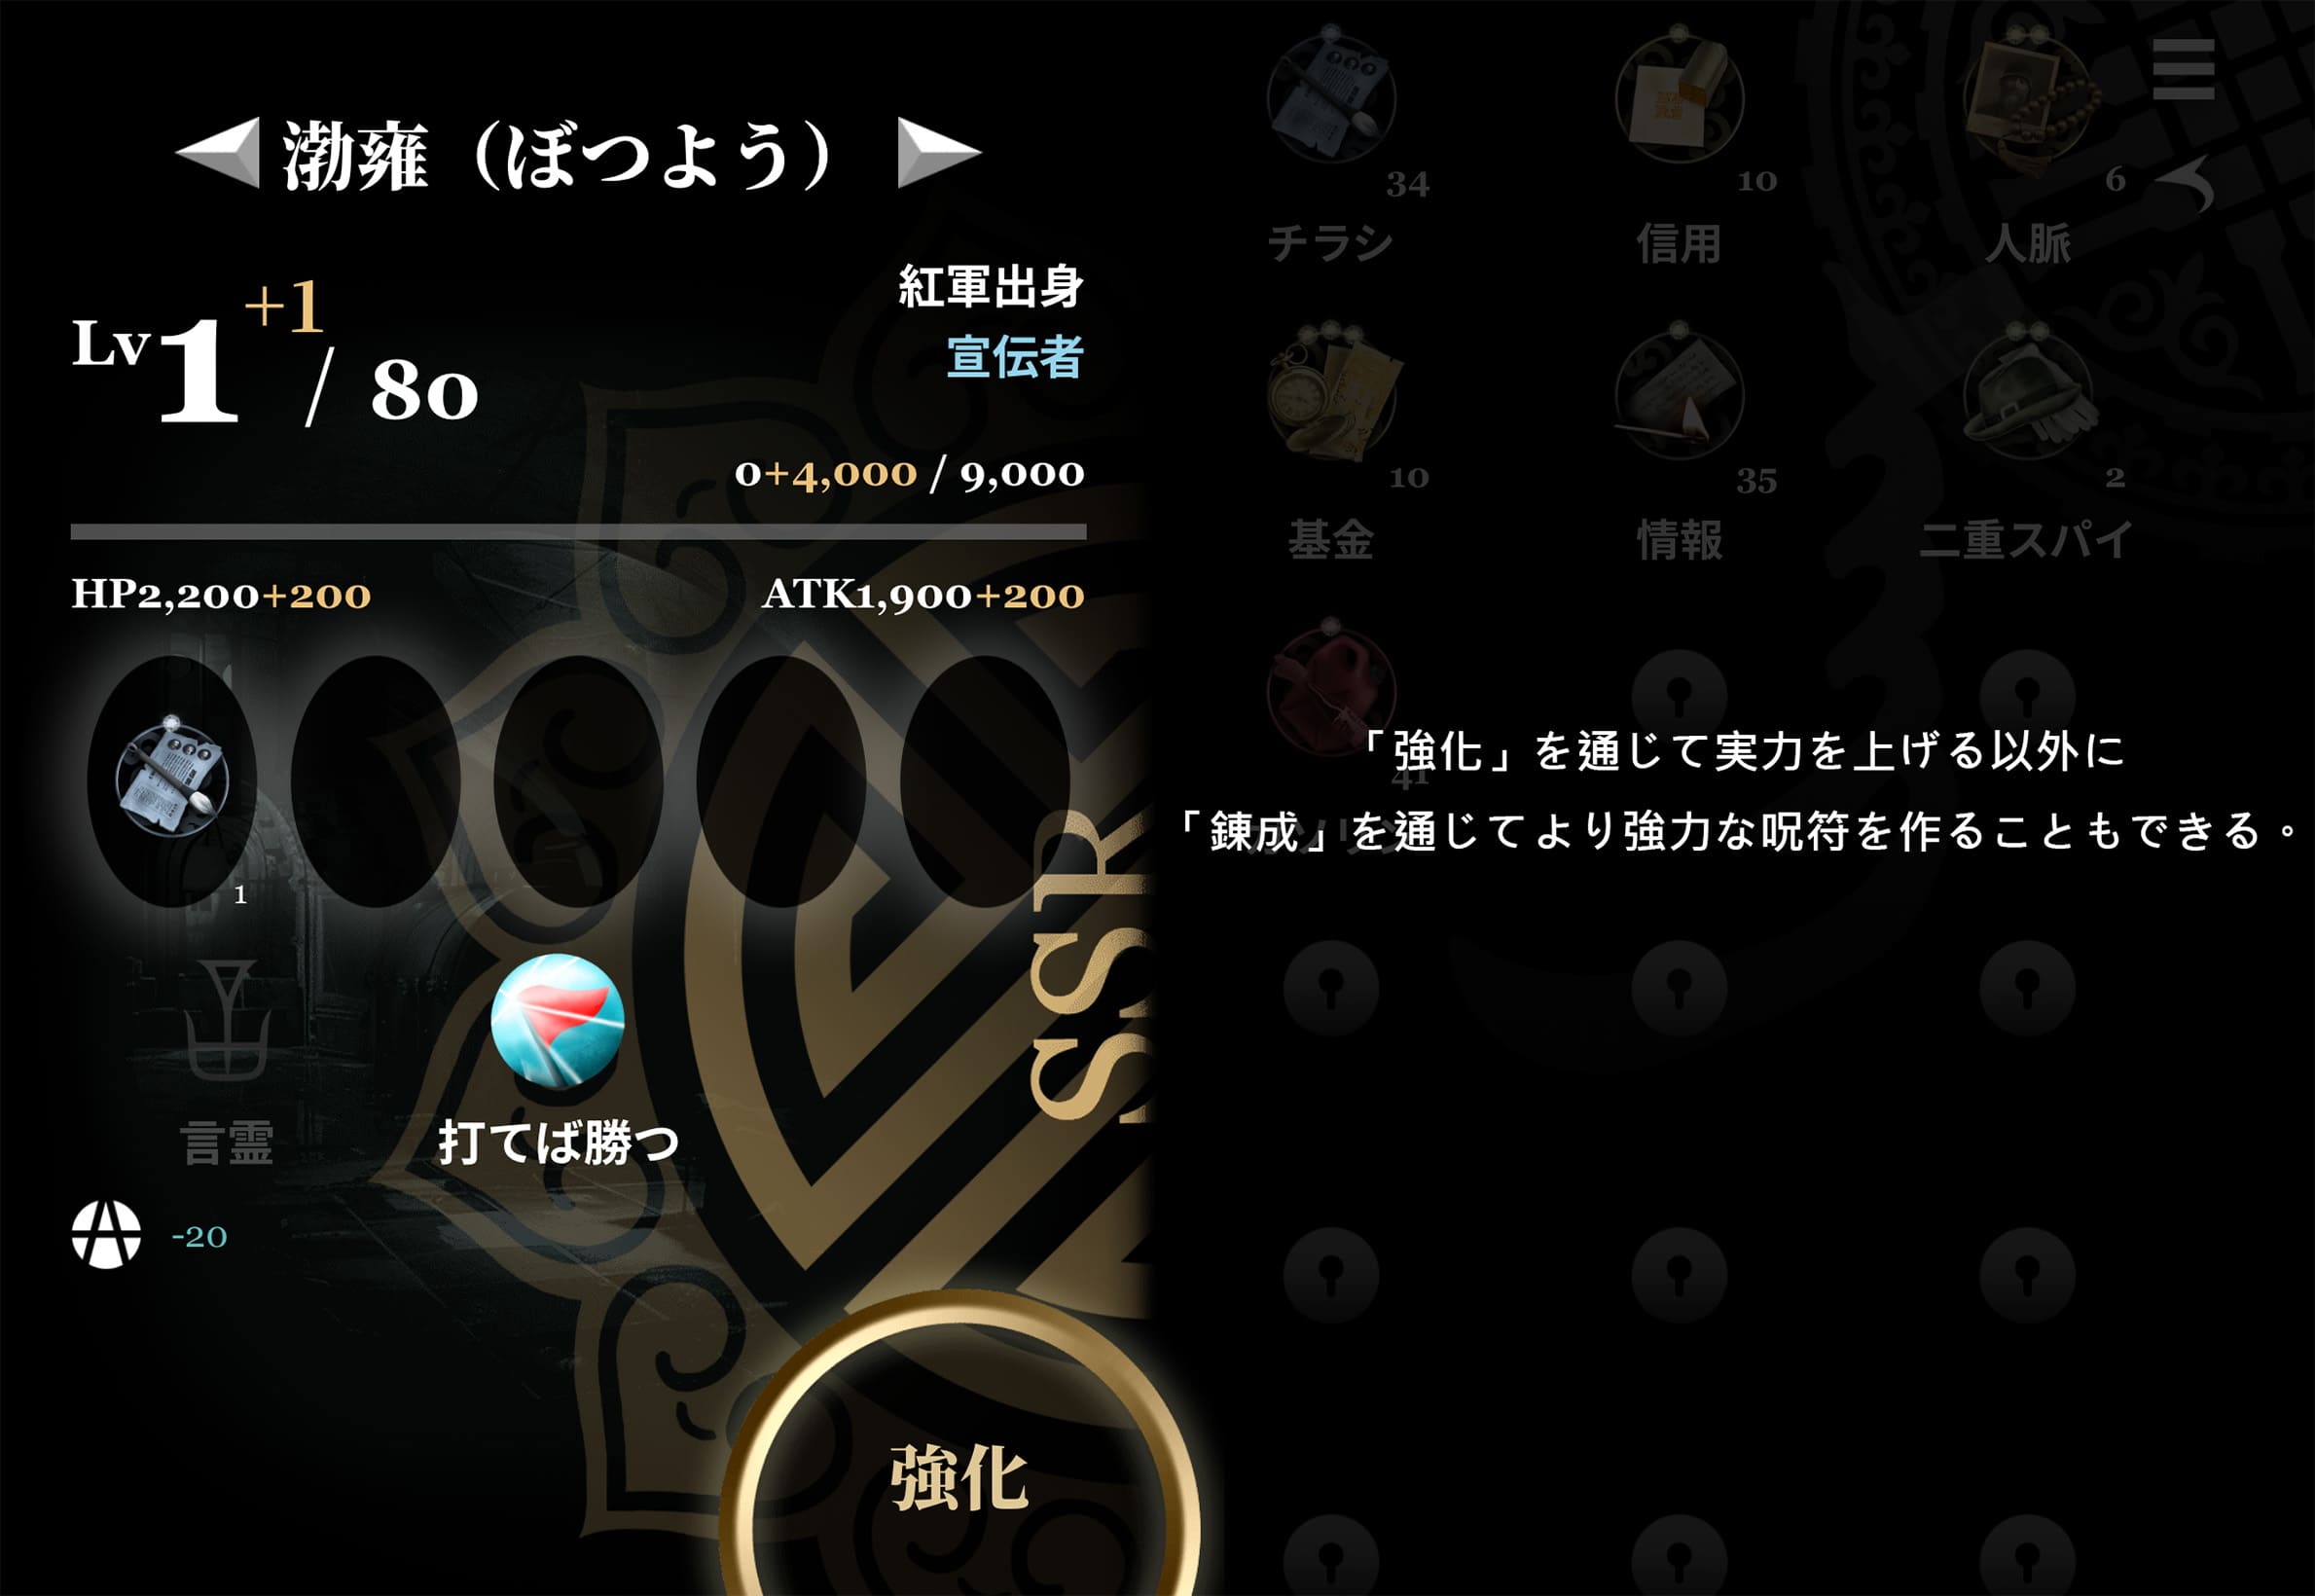 渤雍（ぼつよう）
Lv1+1 / 80
紅軍出身
宣伝者
0+4,000 / 9,000
HP2,200+200
ATK1,900+200
1
SSR
言霊
打てば勝つ
-20
強化
34
10
6
チラシ
信用
人脈
10
35
2
基金
情報
二重スパイ
41
「強化」を通じて実力を上げる以外に
「錬成」を通じてより強力な呪符を作ることもできる。